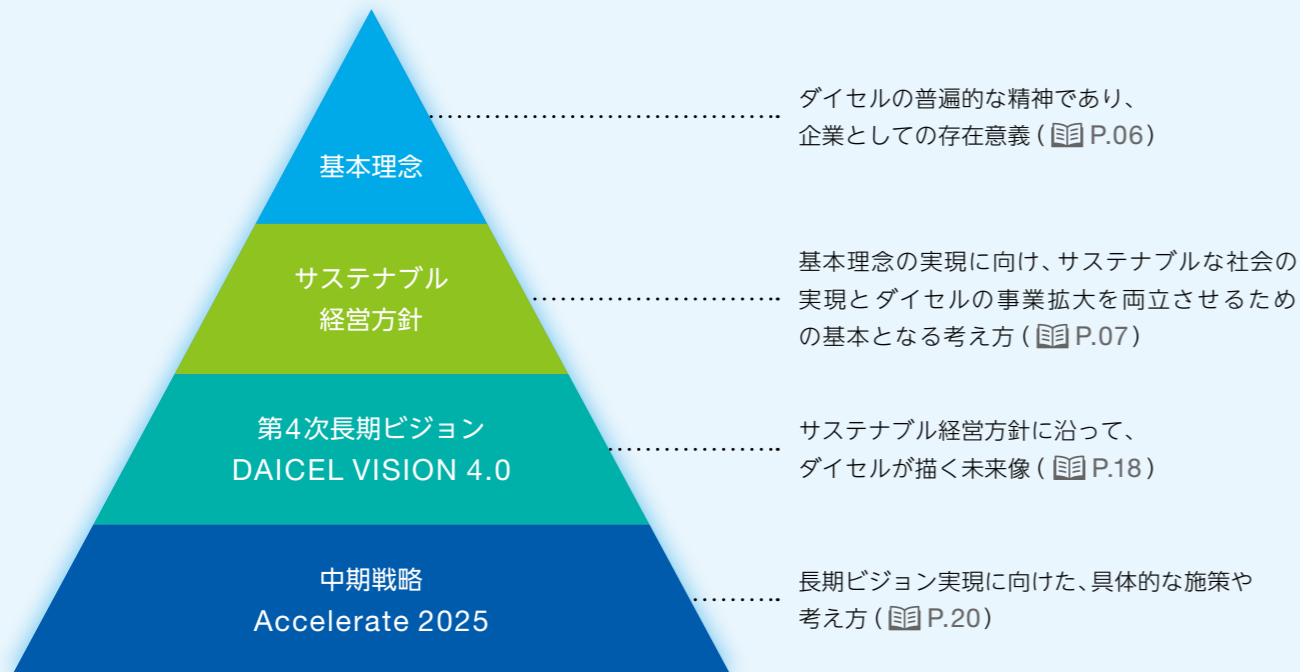 基本理念
ダイセルの普遍的な精神であり、
企業としての存在意義( P.06)
サステナブル
経営方針
基本理念の実現に向け、サステナブルな社会の
実現とダイセルの事業拡大を両立させるため
の基本となる考え方( P.07)
第4次長期ビジョン
DAICEL VISION 4.0
サステナブル経営方針に沿って、
ダイセルが描く未来像( P.18)
中期戦略
Accelerate 2025
長期ビジョン実現に向けた、具体的な施策や
考え方( P.20)